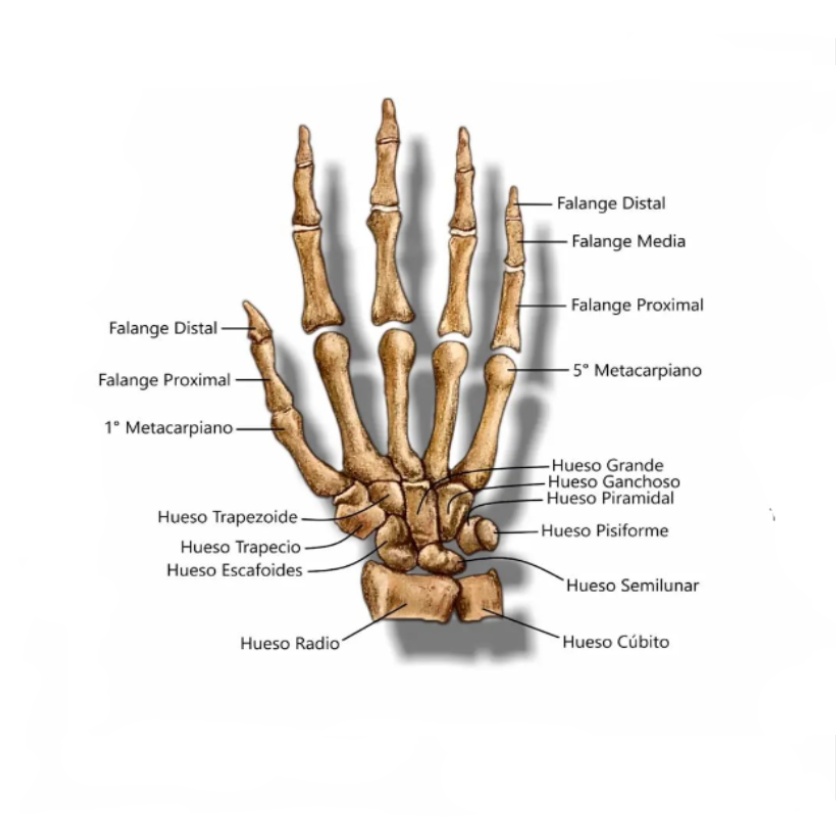 Falange Distal
Falange Media
Falange Proximal
Falange Distal
Falange Proximal
5° Metacarpiano
1° Metacarpiano
Hueso Grande
Hueso Ganchoso
Hueso Piramidal
Hueso Trapezoide
Hueso Pisiforme
Hueso Trapecio
Hueso Escafoides
Hueso Semilunar
Hueso Radio
Hueso Cúbito